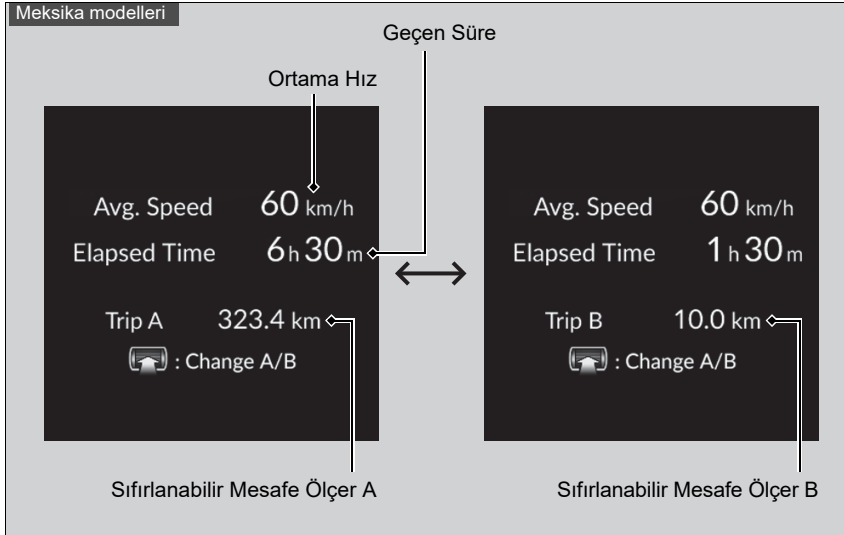 Meksika modelleri
Geçen Süre
Ortama Hız
Avg. Speed 60 km/h
Elapsed Time 6 h 30 m
Trip A 323.4 km
: Change A/B
Avg. Speed 60 km/h
Elapsed Time 1 h 30 m
Trip B 10.0 km
: Change A/B
Sıfırlanabilir Mesafe Ölçer A
Sıfırlanabilir Mesafe Ölçer B